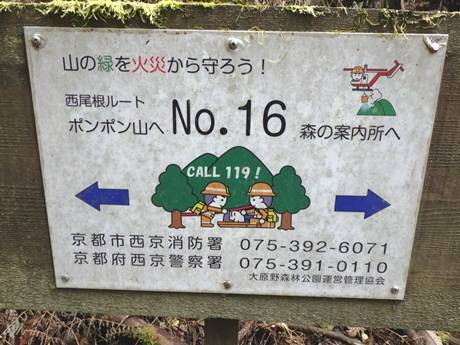 山の緑を火災から守ろう！
西尾根ルート
ポンポン山へ No.16 森の案内所へ
CALL 119!
京都市西京消防署 075-392-6071
京都府西京警察署 075-391-0110
大原野森林公園運営管理協会